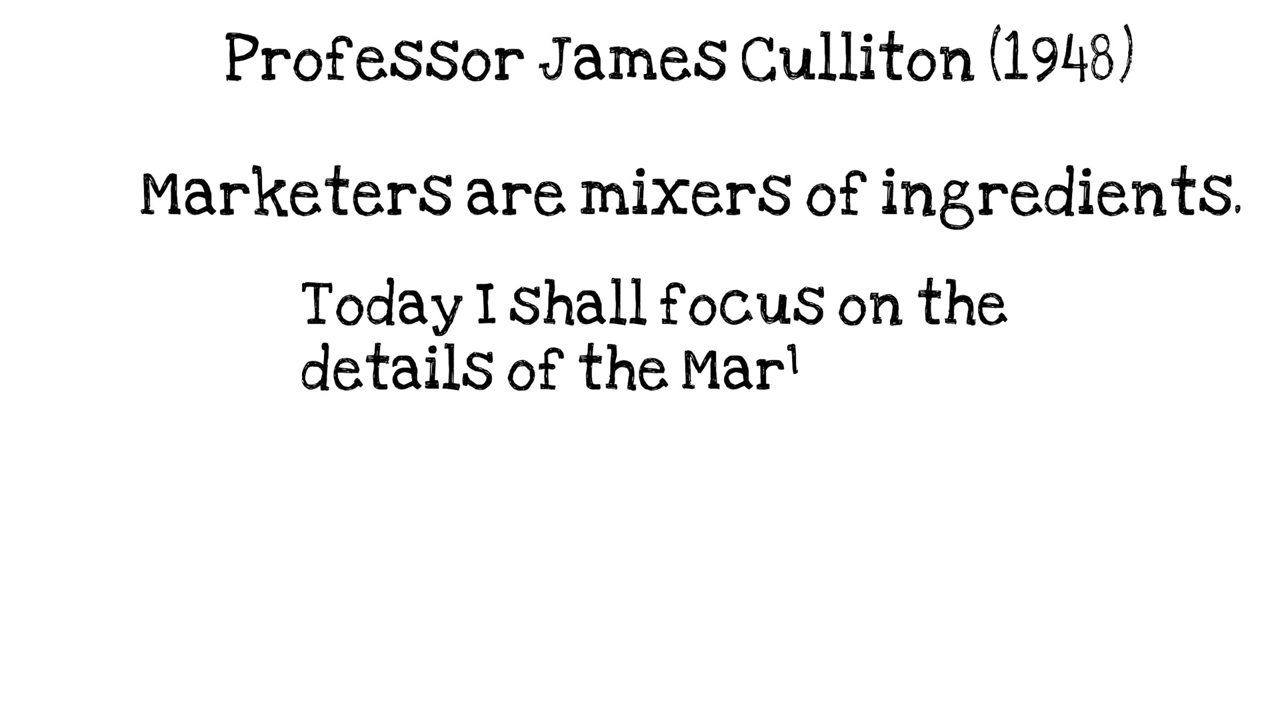 Professor James Culliton (1948)
Marketers are mixers of ingredients.
Today I shall focus on the
details of the Mar